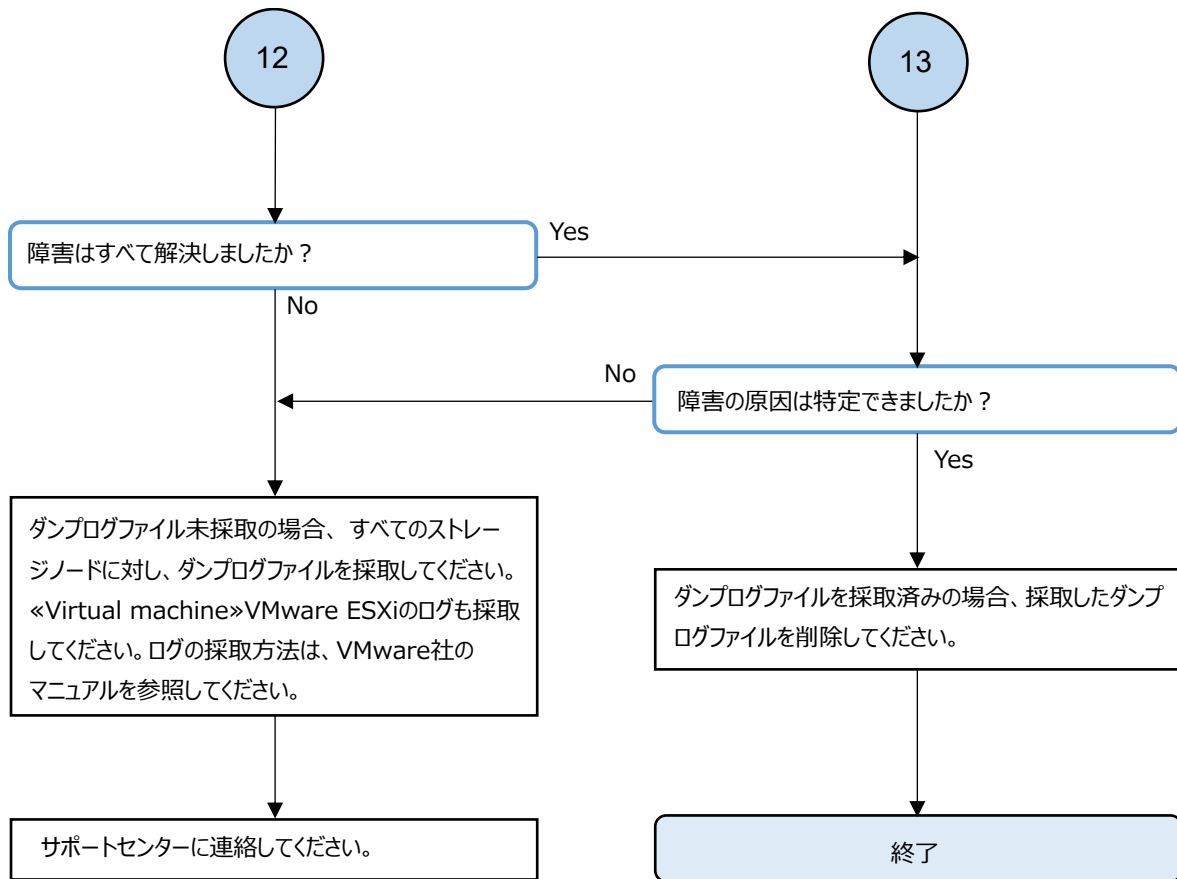 12
13
障害はすべて解決しましたか？
Yes
No
No
障害の原因は特定できましたか？
Yes
ダンプログファイル未採取の場合、すべてのストレー
ジノードに対し、ダンプログファイルを採取してください。
«Virtual machine»VMware ESXiのログも採取
してください。ログの採取方法は、VMware社の
マニュアルを参照してください。
ダンプログファイルを採取済みの場合、採取したダンプ
ログファイルを削除してください。
サポートセンターに連絡してください。
終了